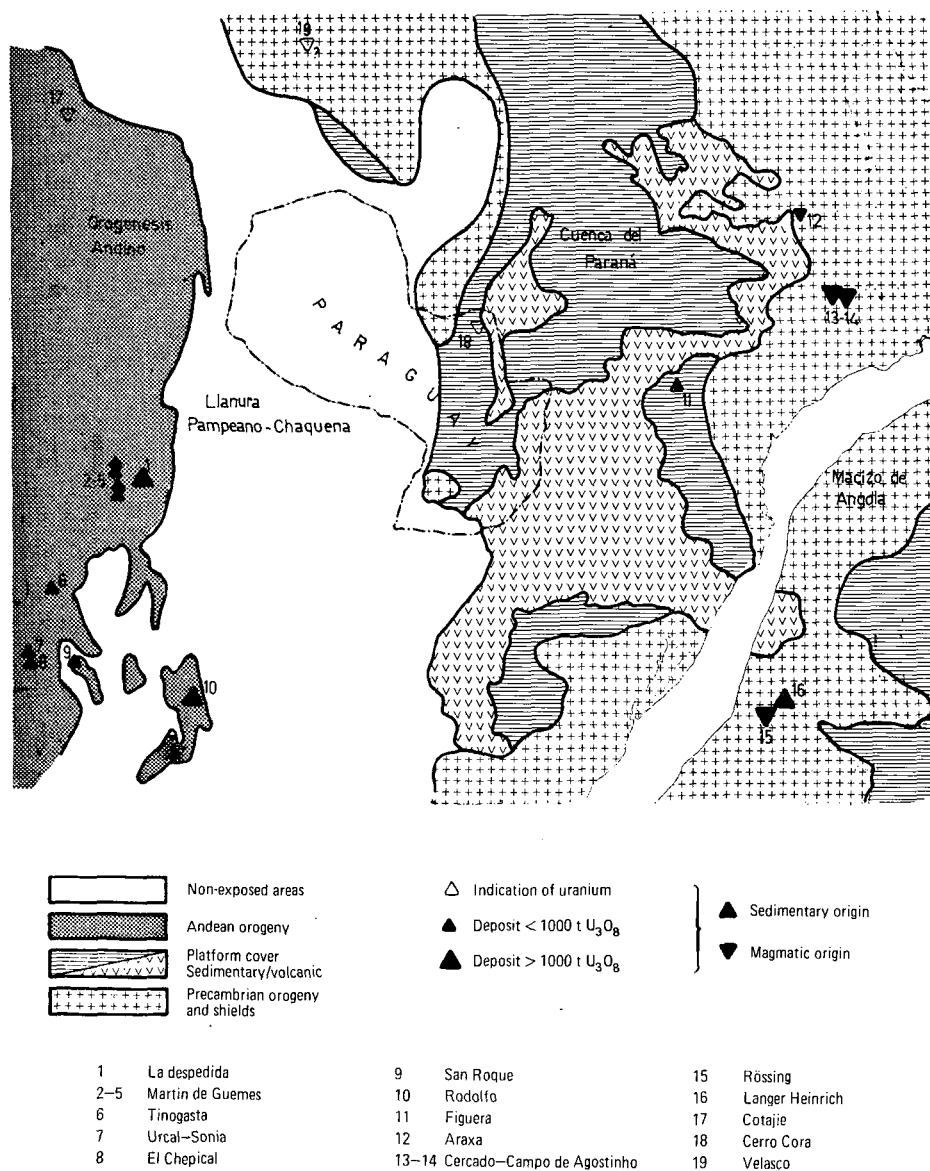 19
17
Orogenesis
Andino
Cuenca del
Paraná
12
13-14
PARAGUAY
18
Llanura
Pampeano-Chaquena
11
1
2-5
Macizo de
Angola
6
7
8
9
10
16
15
Non-exposed areas
Andean orogeny
Platform cover
Sedimentary/volcanic
Precambrian orogeny
and shields
Indication of uranium
Deposit < 1000 t U₃O₈
Deposit > 1000 t U₃O₈
Sedimentary origin
Magmatic origin
1 La despedida
2–5 Martin de Guemes
6 Tinogasta
7 Urcal–Sonia
8 El Chepical
9 San Roque
10 Rodolfo
11 Figuera
12 Araxa
13–14 Cercado–Campo de Agostinho
15 Rössing
16 Langer Heinrich
17 Cotajie
18 Cerro Cora
19 Velasco